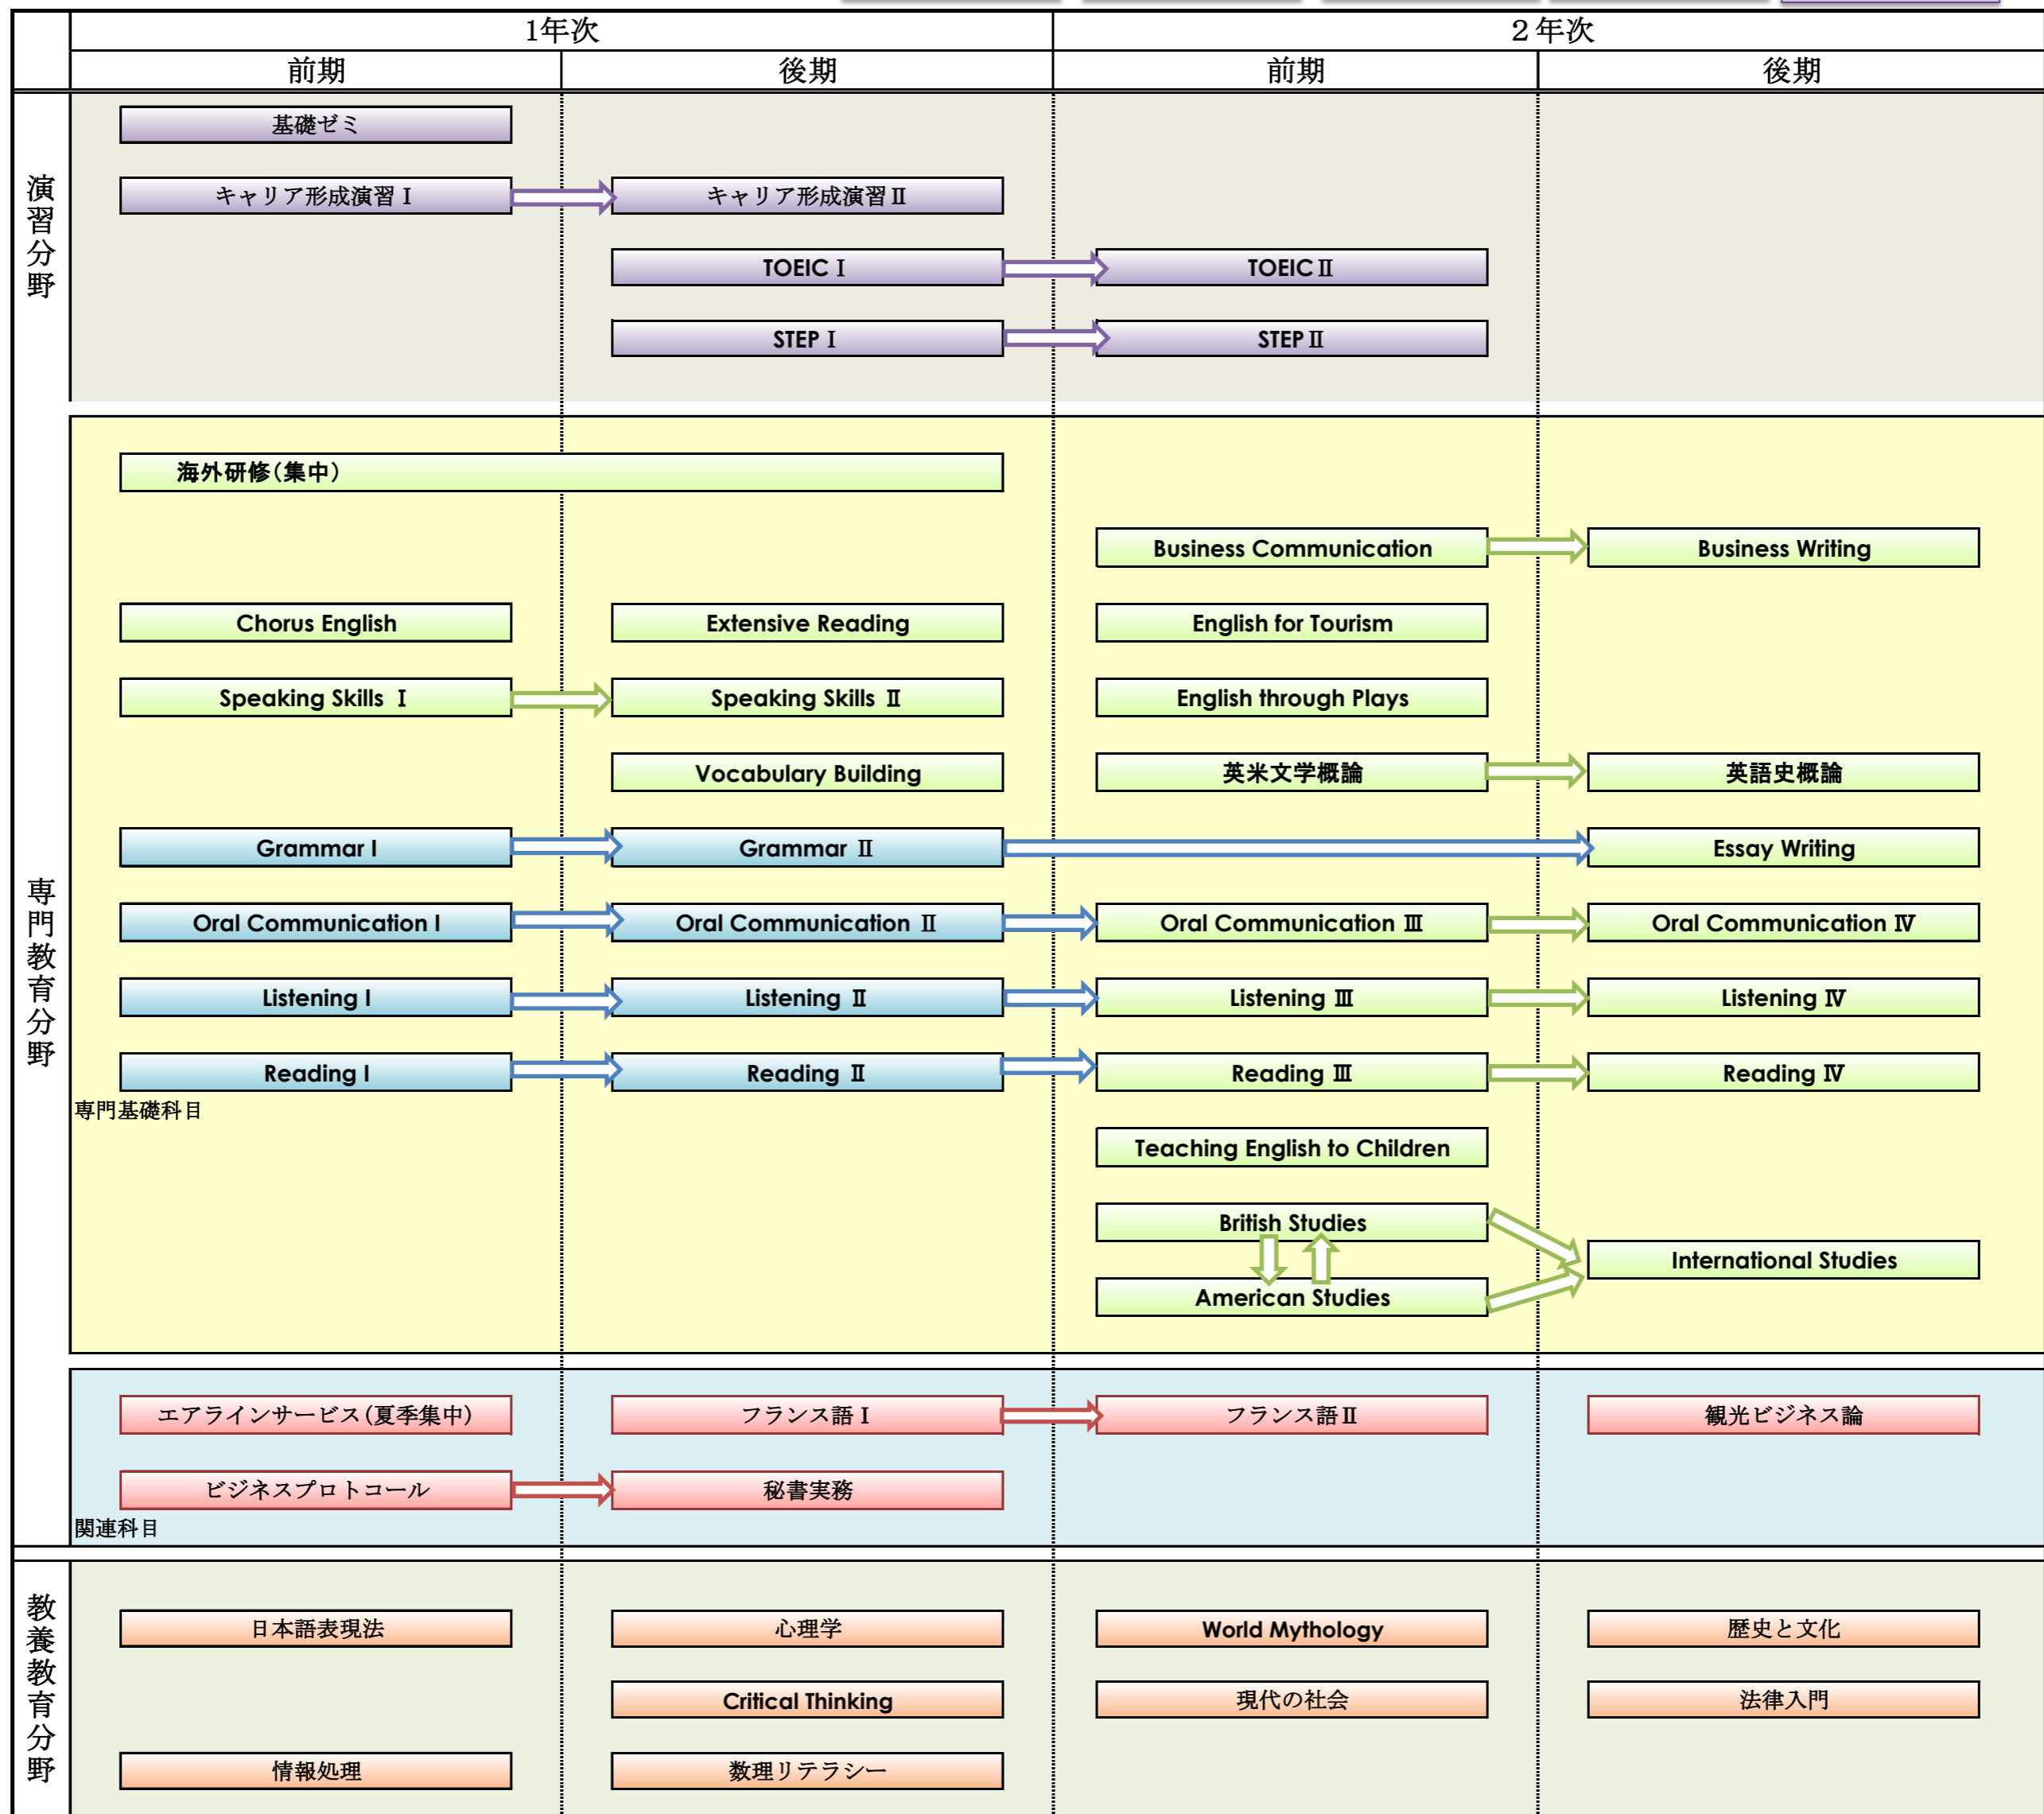 1年次
２年次
前期
後期
前期
後期
演習分野
基礎ゼミ
キャリア形成演習Ⅰ
キャリア形成演習Ⅱ
TOEICⅠ
TOEICⅡ
STEPⅠ
STEPⅡ
専門教育分野
海外研修(集中)
Business Communication
Business Writing
Chorus English
Extensive Reading
English for Tourism
Speaking Skills Ⅰ
Speaking Skills Ⅱ
English through Plays
Vocabulary Building
英米文学概論
英語史概論
Grammar I
Grammar Ⅱ
Essay Writing
Oral Communication I
Oral Communication Ⅱ
Oral Communication Ⅲ
Oral Communication Ⅳ
Listening I
Listening Ⅱ
Listening Ⅲ
Listening Ⅳ
Reading I
Reading Ⅱ
Reading Ⅲ
Reading Ⅳ
専門基礎科目
Teaching English to Children
British Studies
International Studies
American Studies
エアラインサービス(夏季集中)
フランス語Ⅰ
フランス語Ⅱ
観光ビジネス論
ビジネスプロトコール
秘書実務
関連科目
教養教育分野
日本語表現法
心理学
World Mythology
歴史と文化
Critical Thinking
現代の社会
法律入門
情報処理
数理リテラシー